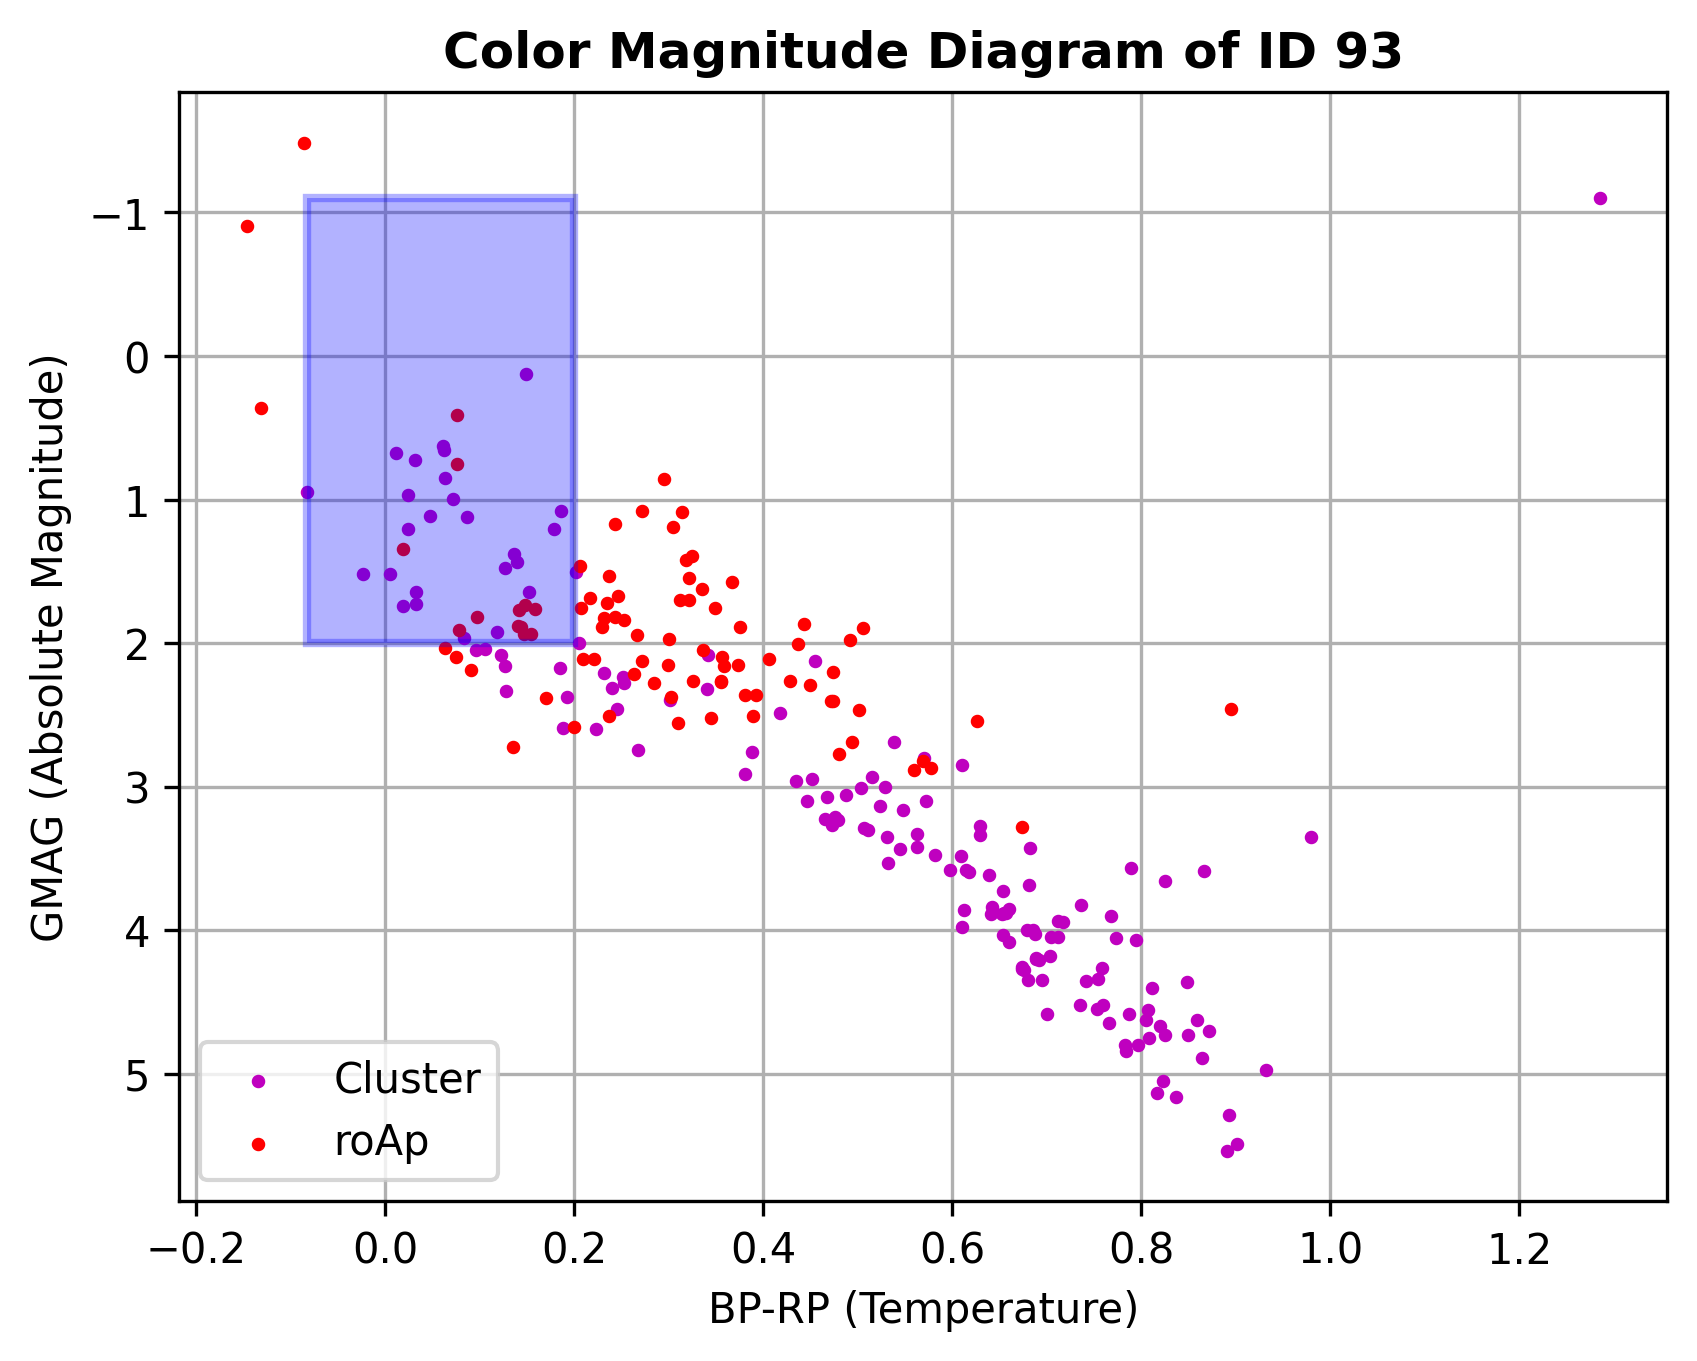 Color Magnitude Diagram of ID 93
GMAG (Absolute Magnitude)
−1
0
1
2
3
4
5
Cluster
roAp
−0.2 0.0 0.2 0.4 0.6 0.8 1.0 1.2
BP-RP (Temperature)